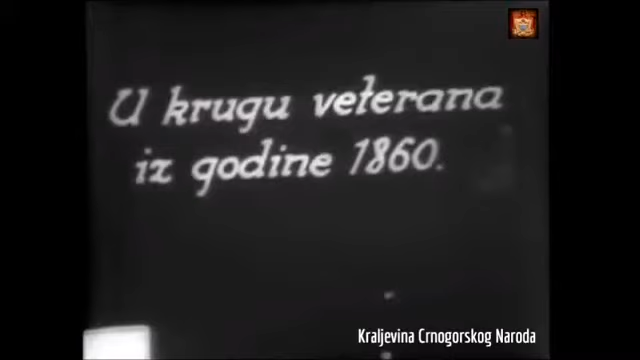 U krugu veterana
iz godine 1860.
Kraljevina Crnogorskog Naroda